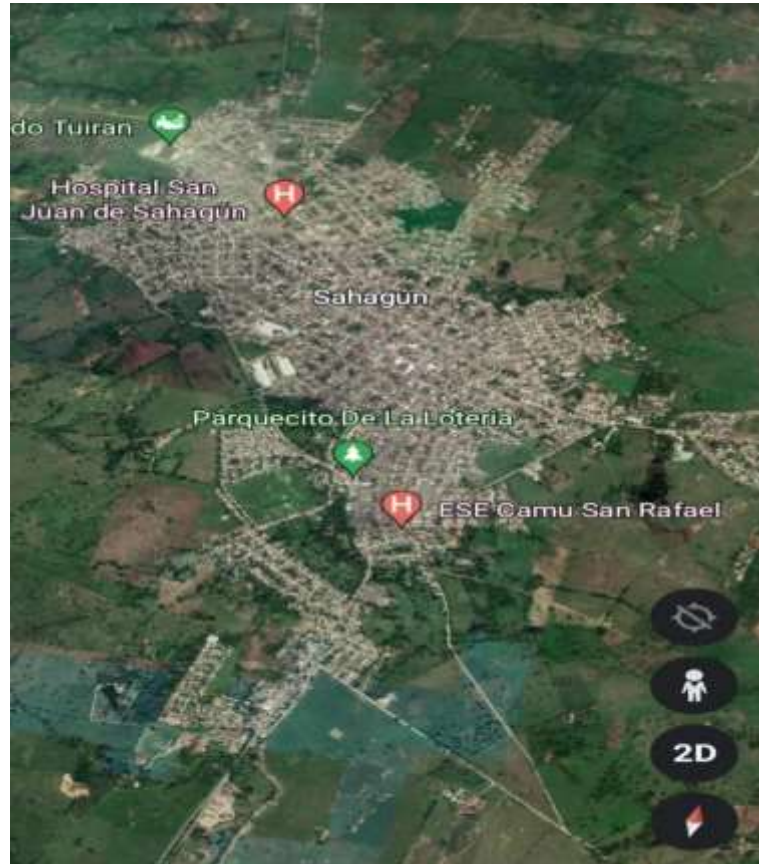 do Tuiran
Hospital San
Juan de Sahagún
H
Sahagún
Parquecito De La Loteria
H
ESE Camu San Rafael
2D